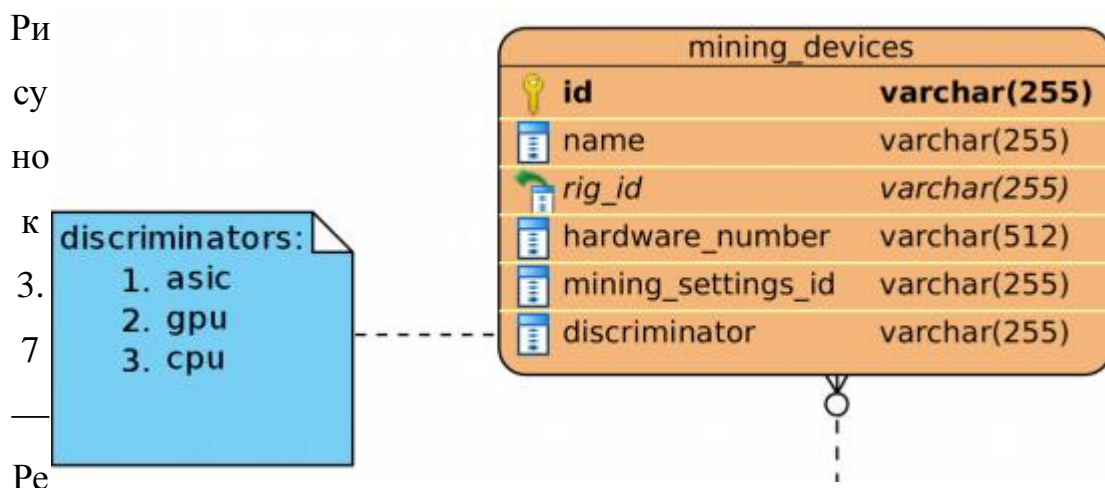 Ри
су
но
к
3.
7
—
Ре
discriminators:
1. asic
2. gpu
3. cpu
mining_devices
id varchar(255)
name varchar(255)
rig_id varchar(255)
hardware_number varchar(512)
mining_settings_id varchar(255)
discriminator varchar(255)